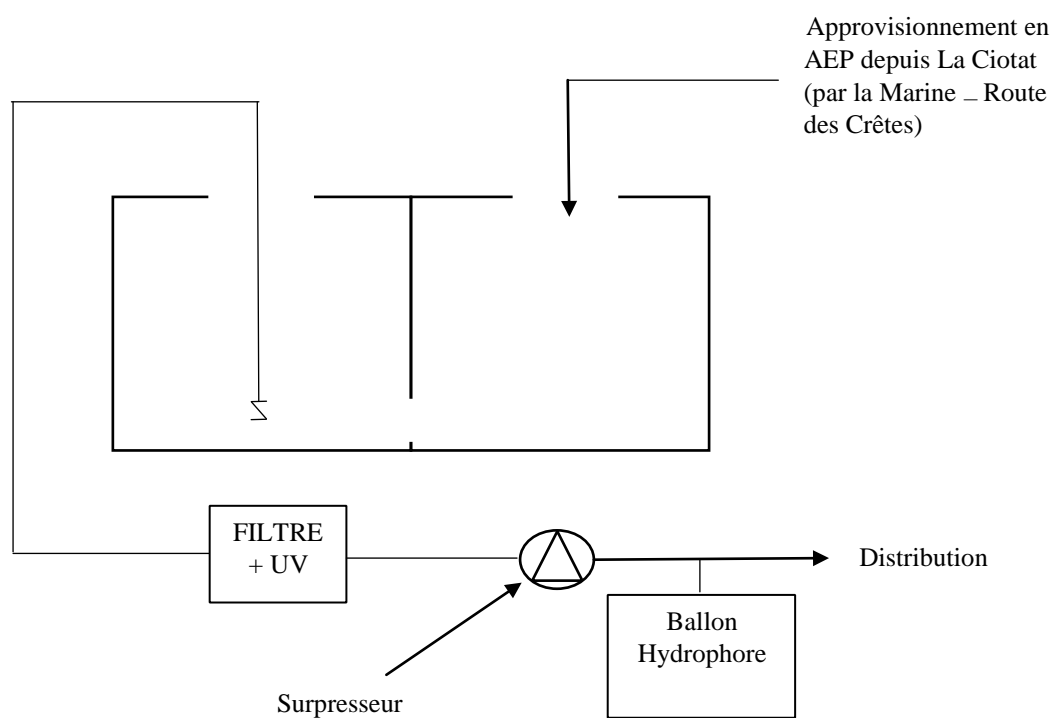 Approvisionnement en
AEP depuis La Ciotat
(par la Marine – Route
des Crêtes)
FILTRE
+ UV
Distribution
Ballon
Hydrophore
Surpresseur